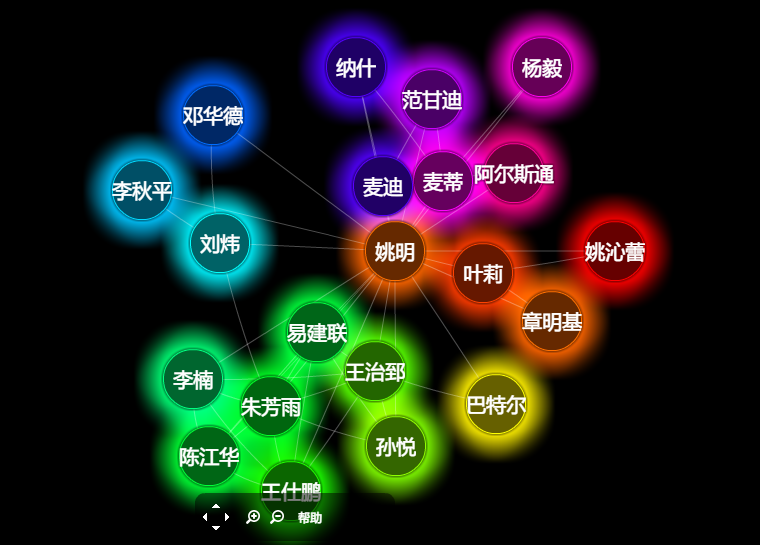 纳什
杨毅
范甘迪
邓华德
阿尔斯通
麦蒂
麦迪
李秋平
刘炜
姚明
姚沁蕾
叶莉
章明基
易建联
王治郅
李楠
巴特尔
朱芳雨
孙悦
陈江华
王仕鹏
帮助